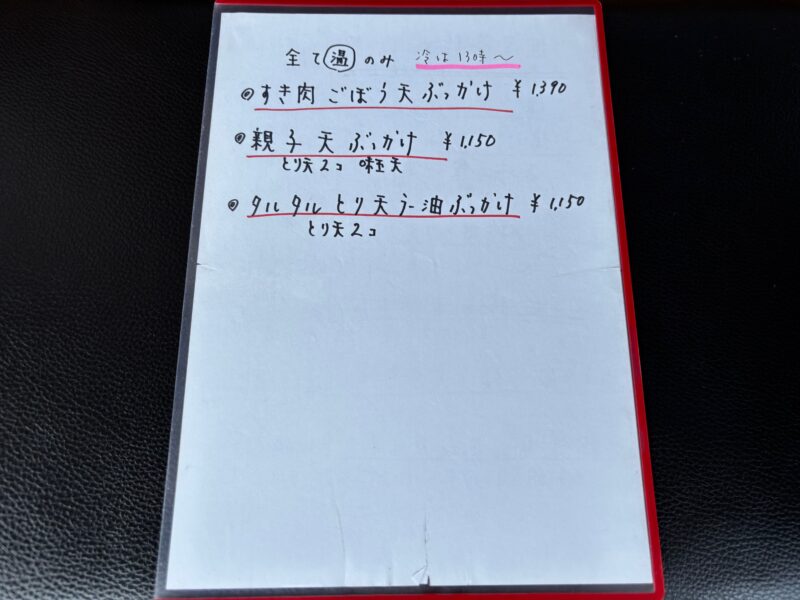 全て温のみ 冷は13時〜
◎すき肉ごぼう天ぶっかけ ¥1,390
◎親子天ぶっかけ ¥1,150
とり天2コ 味玉天
◎タルタルとり天ラー油ぶっかけ ¥1,150
とり天2コ